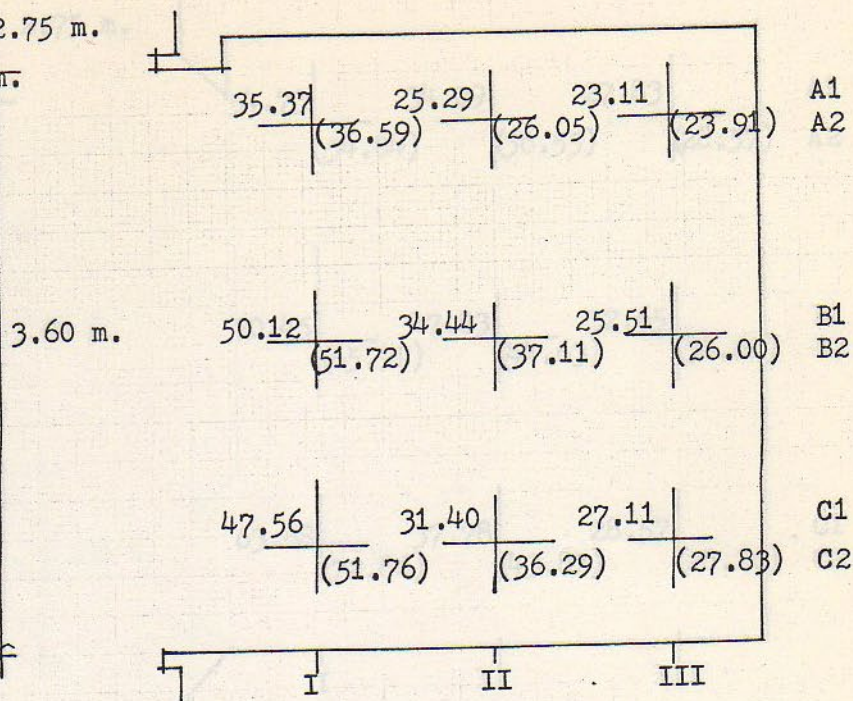 2.75 m.
m.
35.37 25.29 23.11 A1
(36.59) (26.05) (23.91) A2
3.60 m. 50.12 34.44 25.51 B1
(51.72) (37.11) (26.00) B2
47.56 31.40 27.11 C1
(51.76) (36.29) (27.83) C2
I II III